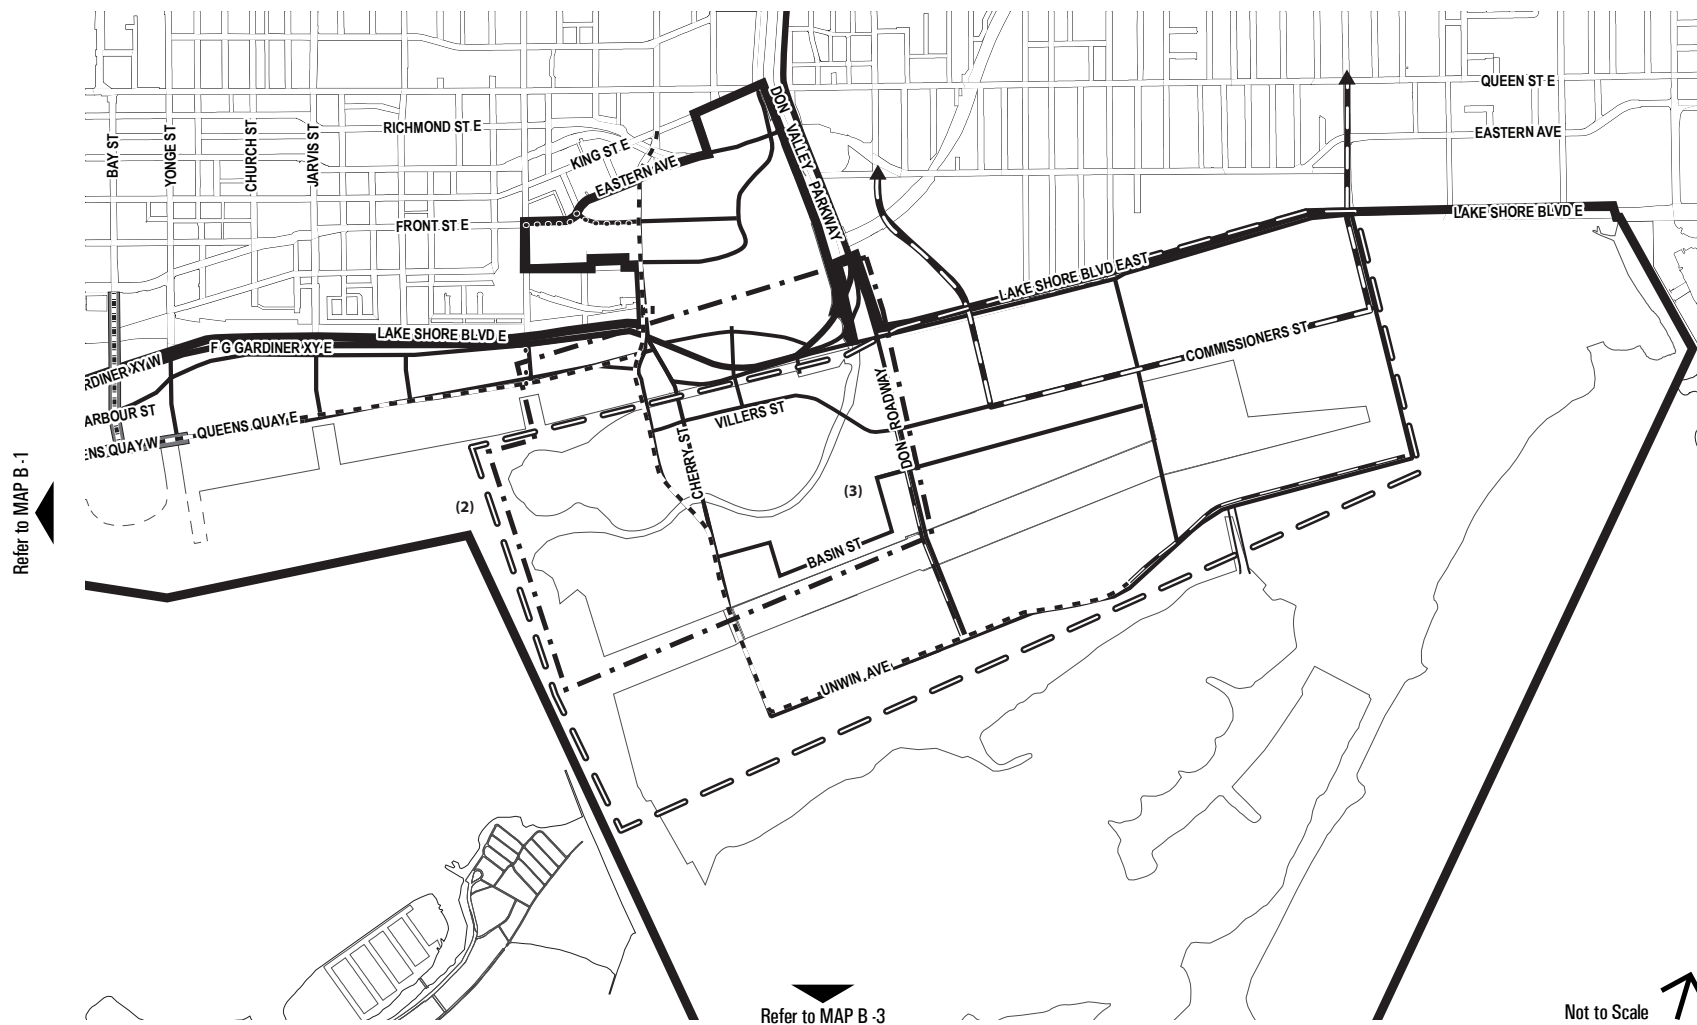 QUEEN ST E
RICHMOND ST E
EASTERN AVE
BAY ST
YONGE ST
CHURCH ST
JARVIS ST
KING ST E
EASTERN AVE
DON VALLEY PARKWAY
FRONT ST E
LAKE SHORE BLVD E
LAKE SHORE BLVD EAST
LAKE SHORE BLVD E
F G GARDINER XY E
RDINER XY W
COMMISSIONERS ST
ARBOUR ST
QUEENS QUAY E
ENS QUAY W
VILLERS ST
DON ROADWAY
CHERRY ST
Refer to MAP B -1
(2)
(3)
BASIN ST
UNWIN AVE
Refer to MAP B -3
Not to Scale